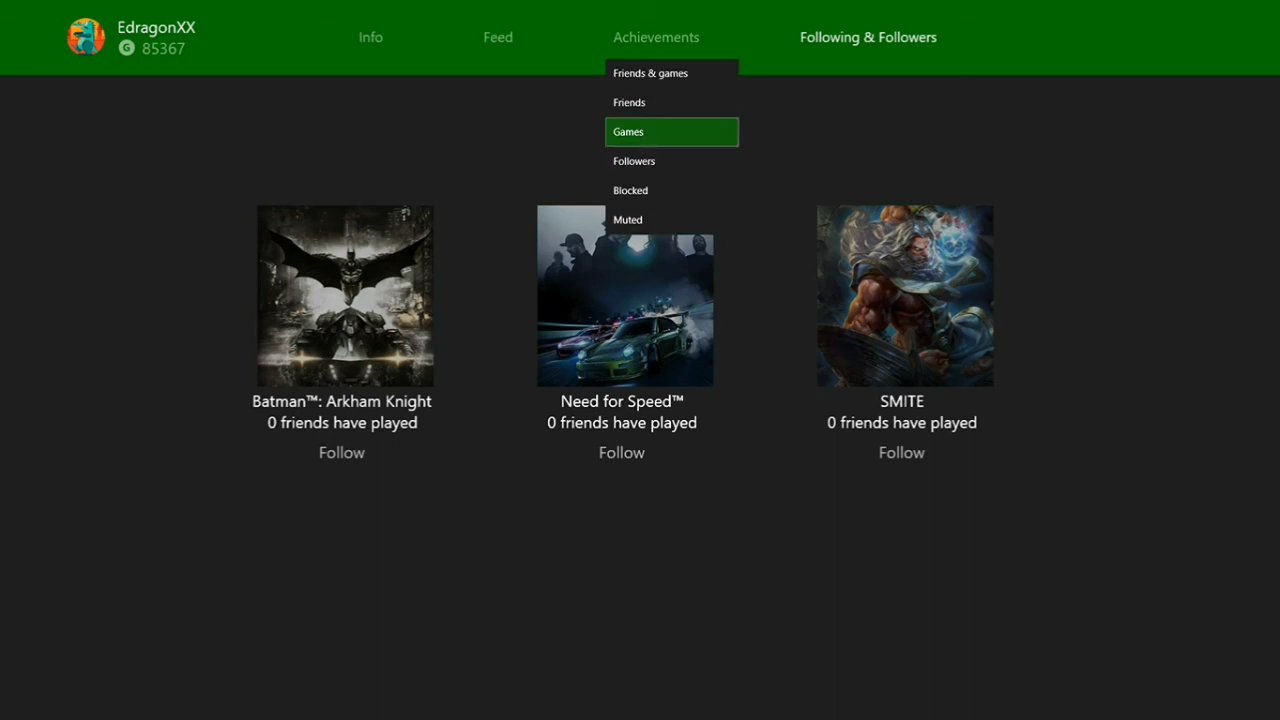 EdragonXX
G 85367
Info
Feed
Achievements
Following & Followers
Friends & games
Friends
Games
Followers
Blocked
Muted
Batman™: Arkham Knight
0 friends have played
Follow
Need for Speed™
0 friends have played
Follow
SMITE
0 friends have played
Follow